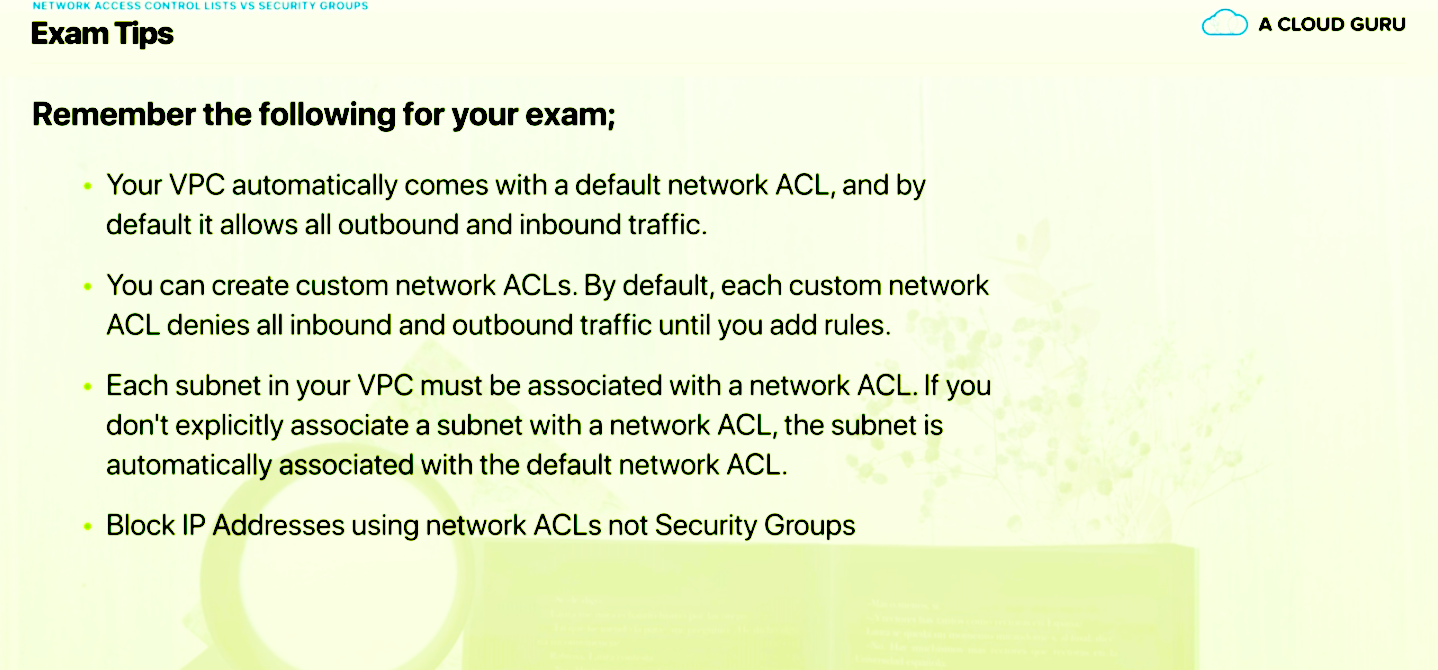 NETWORK ACCESS CONTROL LISTS VS SECURITY GROUPS
Exam Tips
A CLOUD GURU
Remember the following for your exam;
• Your VPC automatically comes with a default network ACL, and by
default it allows all outbound and inbound traffic.
• You can create custom network ACLs. By default, each custom network
ACL denies all inbound and outbound traffic until you add rules.
• Each subnet in your VPC must be associated with a network ACL. If you
don't explicitly associate a subnet with a network ACL, the subnet is
automatically associated with the default network ACL.
• Block IP Addresses using network ACLs not Security Groups